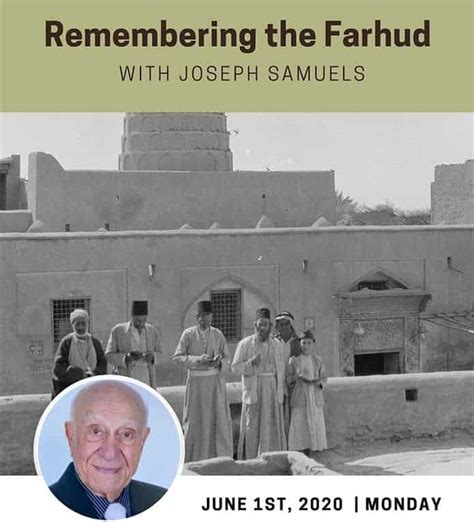 Remembering the Farhud
WITH JOSEPH SAMUELS
JUNE 1ST, 2020 | MONDAY